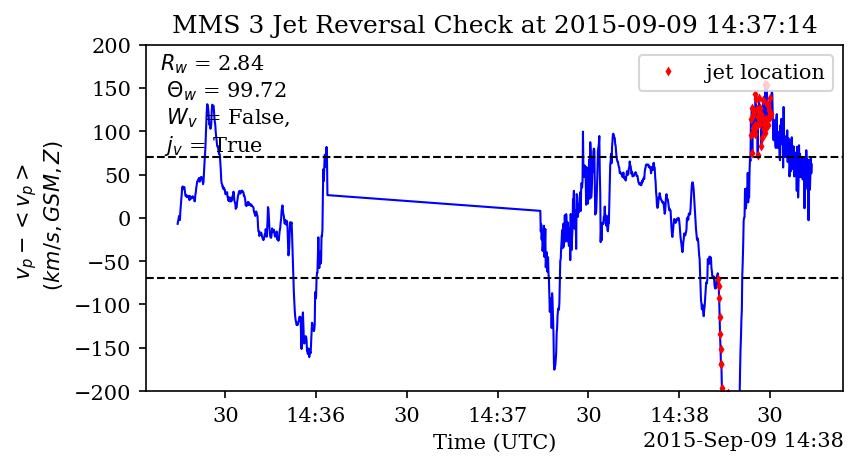 MMS 3 Jet Reversal Check at 2015-09-09 14:37:14
R_w = 2.84
Θ_w = 99.72
W_v = False,
j_v = True
jet location
v_p − < v_p >
(km/s, GSM, Z)
200
150
100
50
0
−50
−100
−150
−200
30 14:36 30 14:37 30 14:38 30
Time (UTC)
2015-Sep-09 14:38